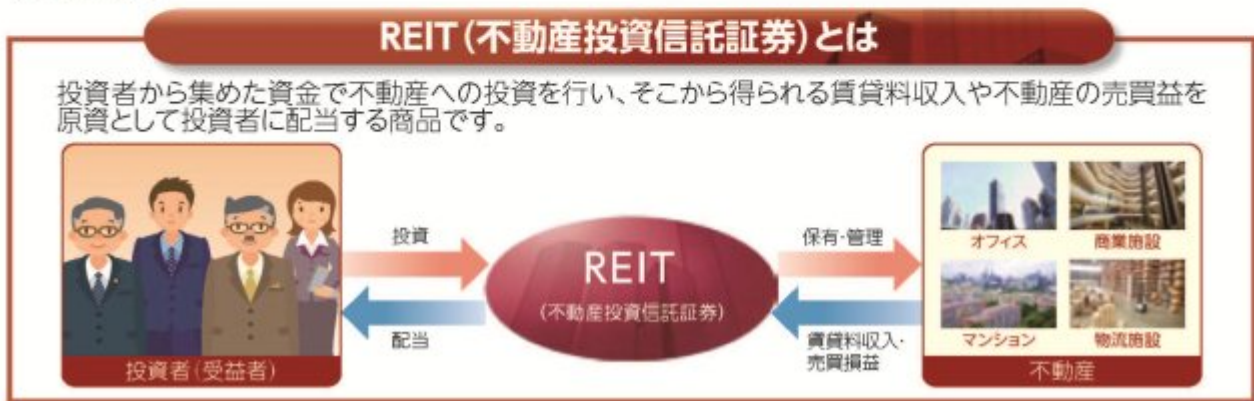 REIT(不動産投資信託証券)とは
投資者から集めた資金で不動産への投資を行い、そこから得られる賃貸料収入や不動産の売買益を
原資として投資者に配当する商品です。
投資者(受益者)
投資
配当
REIT
(不動産投資信託証券)
保有・管理
賃貸料収入・
売買損益
オフィス
商業施設
マンション
物流施設
不動産